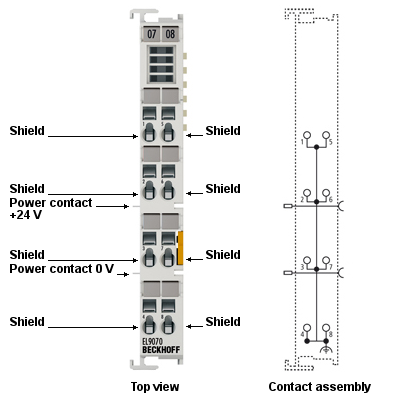 07 08
Shield Shield
1 5
Shield Shield
2 6
Power contact
+24 V
Shield Shield
3 7
Power contact 0 V
Shield Shield
4 8
EL9070
BECKHOFF
Top view Contact assembly